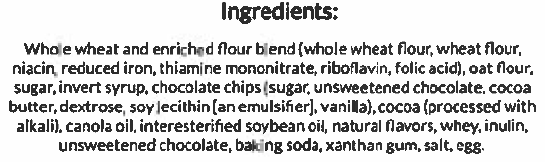 Ingredients:
Whole wheat and enriched flour blend (whole wheat flour, wheat flour,
niacin, reduced iron, thiamine mononitrate, riboflavin, folic acid), oat flour,
sugar, invert syrup, chocolate chips (sugar, unsweetened chocolate, cocoa
butter, dextrose, soy lecithin [an emulsifier], vanilla), cocoa (processed with
alkali), canola oil, interesterified soybean oil, natural flavors, whey, inulin,
unsweetened chocolate, baking soda, xanthan gum, salt, egg.